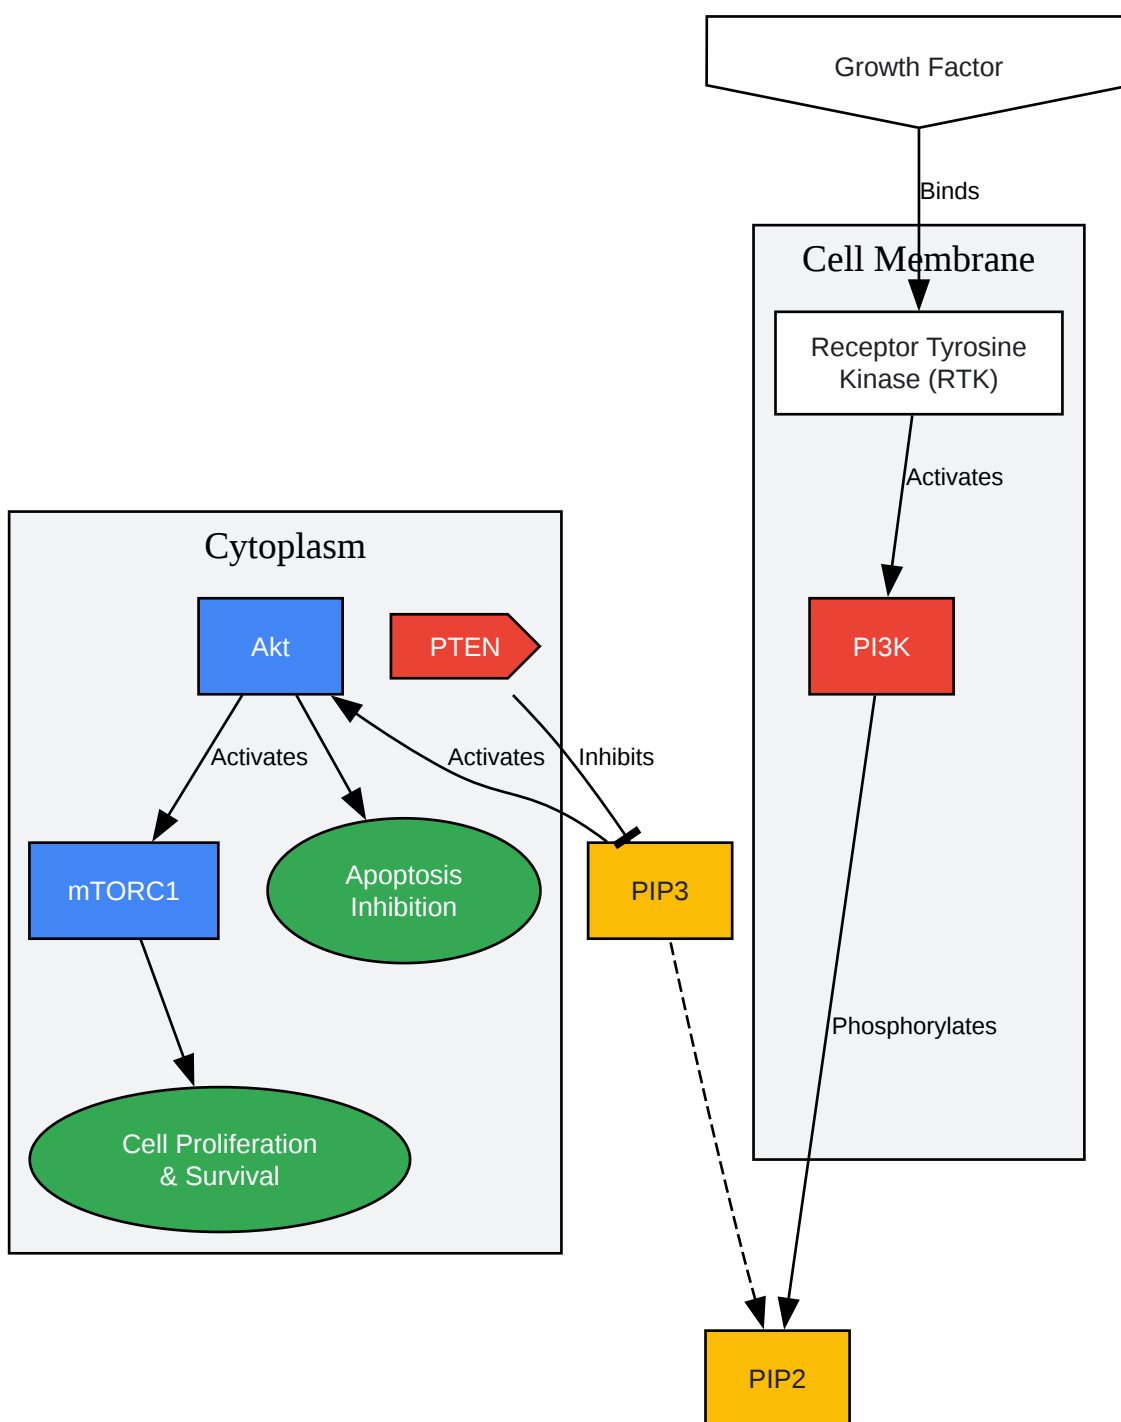 Growth Factor
Binds
Cell Membrane
Receptor Tyrosine
Kinase (RTK)
Activates
Cytoplasm
Akt
PTEN
PI3K
Activates
Activates
Inhibits
mTORC1
Apoptosis
Inhibition
PIP3
Phosphorylates
Cell Proliferation
& Survival
PIP2